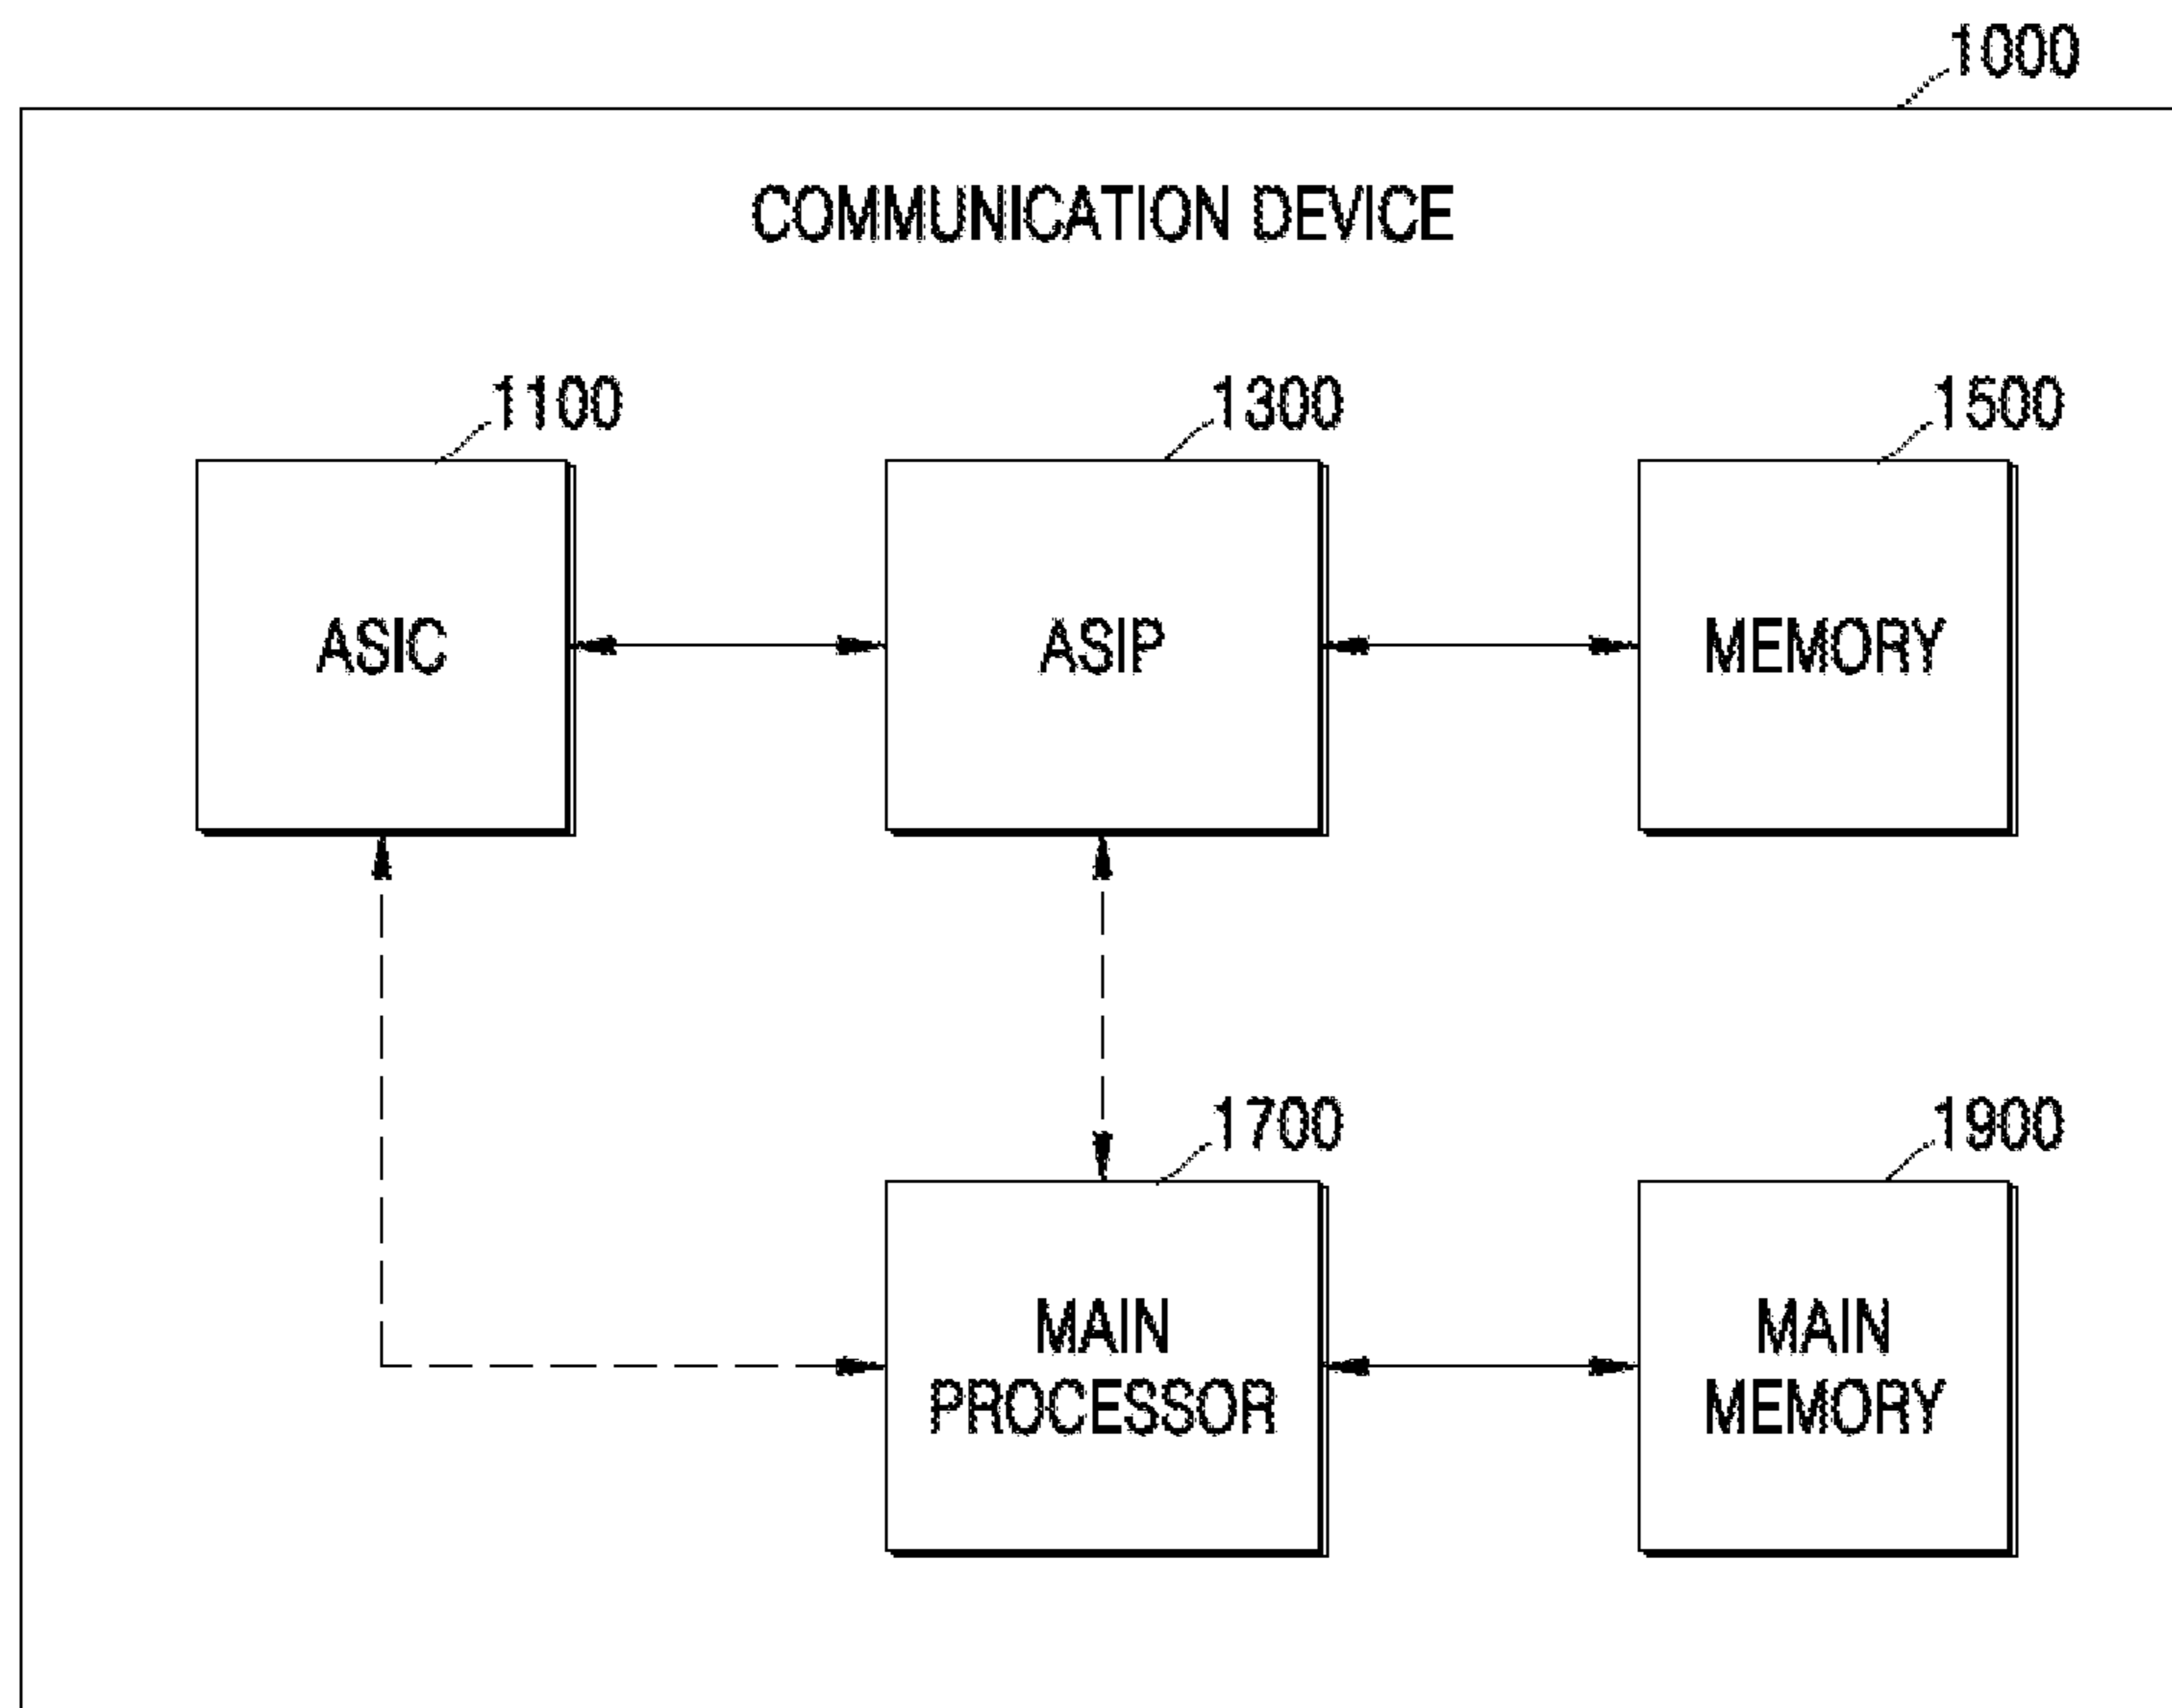 1000
COMMUNICATION DEVICE
1100
1300
1500
ASIC
ASIP
MEMORY
1700
1900
MAIN
PROCESSOR
MAIN
MEMORY